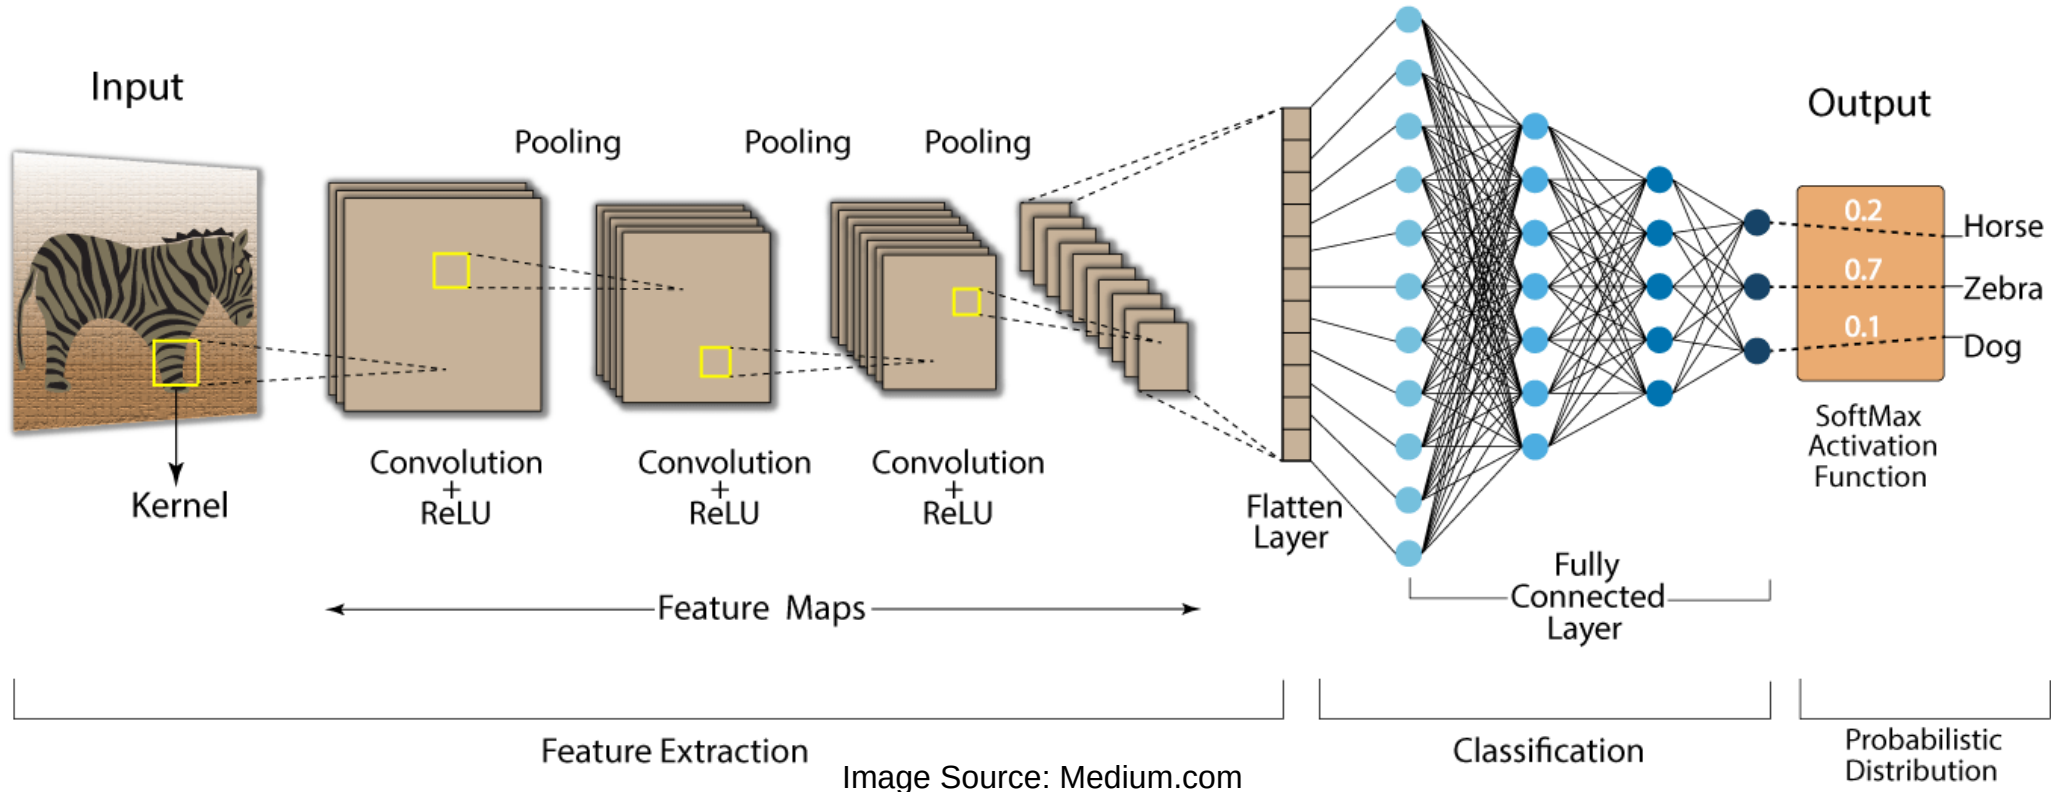 Input
Kernel
Pooling
Pooling
Pooling
Convolution
+
ReLU
Convolution
+
ReLU
Convolution
+
ReLU
Feature Maps
Flatten
Layer
Fully
Connected
Layer
Output
0.2
Horse
0.7
Zebra
0.1
Dog
SoftMax
Activation
Function
Feature Extraction
Classification
Probabilistic
Distribution
Image Source: Medium.com